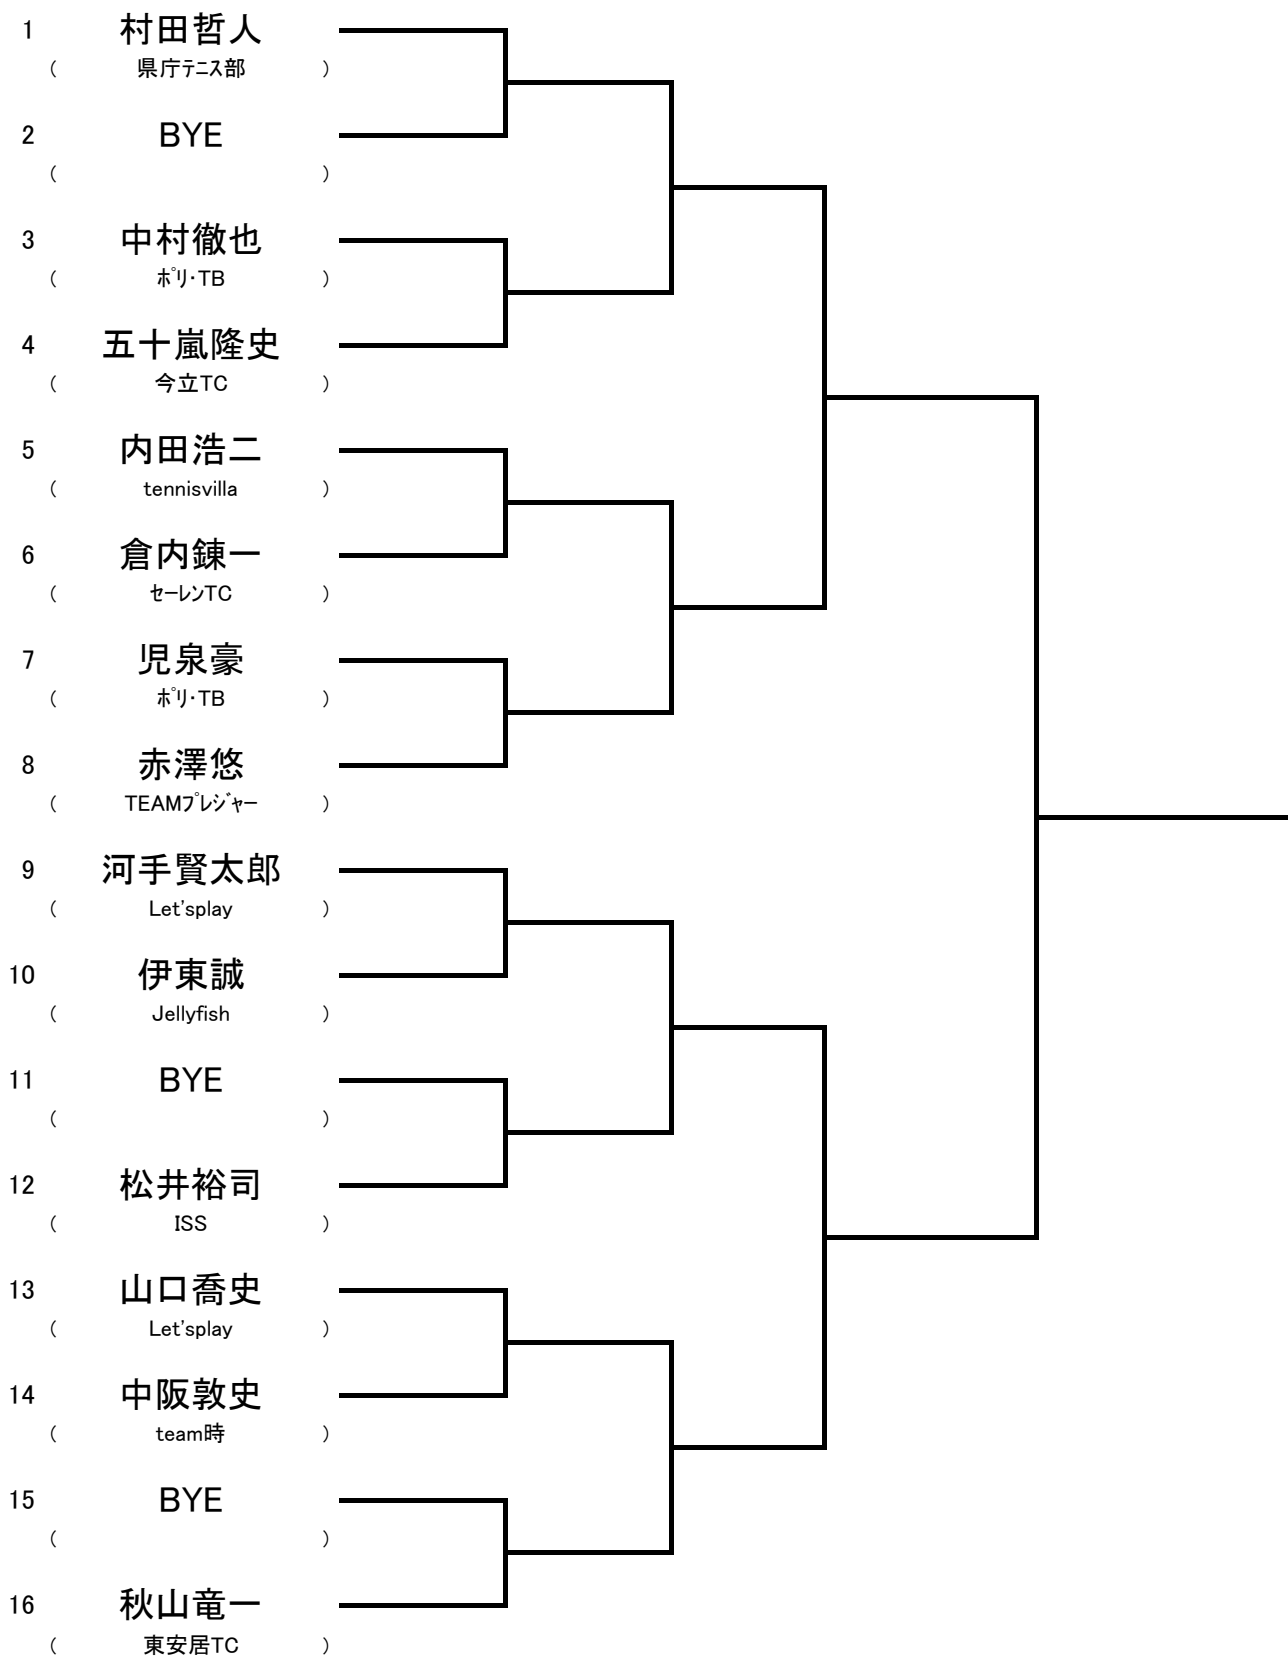 1 村田哲人
( 県庁ﾃﾆｽ部 )
2 BYE
( )
3 中村徹也
( ﾎﾟﾘ･TB )
4 五十嵐隆史
( 今立TC )
5 内田浩二
( tennisvilla )
6 倉内錬一
( ｾｰﾚﾝTC )
7 児泉豪
( ﾎﾟﾘ･TB )
8 赤澤悠
( TEAMﾌﾟﾚｼﾞｬｰ )
9 河手賢太郎
( Let'splay )
10 伊東誠
( Jellyfish )
11 BYE
( )
12 松井裕司
( ISS )
13 山口喬史
( Let'splay )
14 中阪敦史
( team時 )
15 BYE
( )
16 秋山竜一
( 東安居TC )